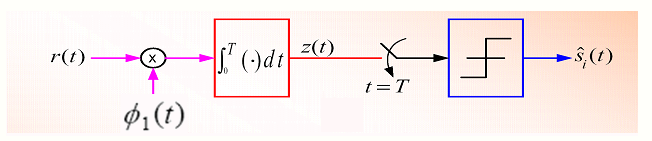 r(t) x ∫₀ᵀ (·)dt z(t) ŝᵢ(t)
t = T
ϕ₁(t)